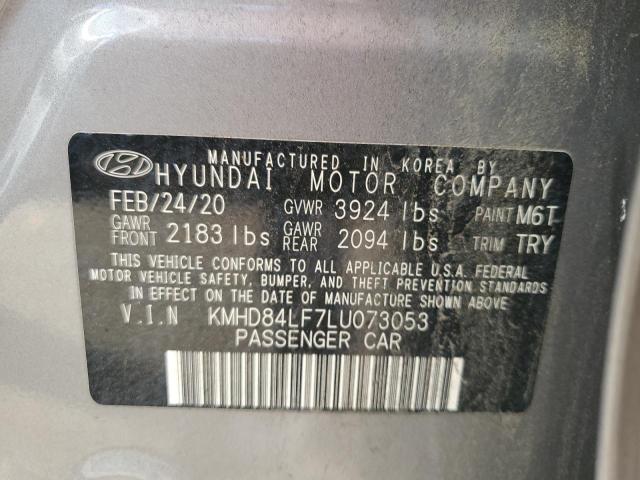 MANUFACTURED IN KOREA BY
HYUNDAI MOTOR COMPANY
FEB/24/20 GVWR 3924 lbs PAINT M6T
GAWR FRONT 2183 lbs GAWR REAR 2094 lbs TRIM TRY
THIS VEHICLE CONFORMS TO ALL APPLICABLE U.S.A. FEDERAL
MOTOR VEHICLE SAFETY, BUMPER, AND THEFT PREVENTION STANDARDS
IN EFFECT ON THE DATE OF MANUFACTURE SHOWN ABOVE.
V.I.N KMHD84LF7LU073053
PASSENGER CAR